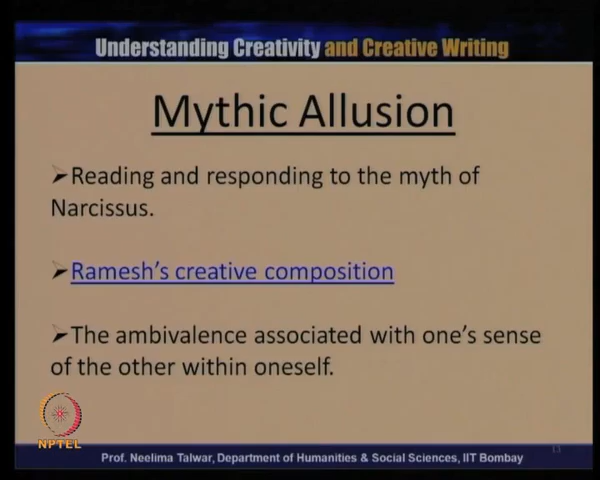 Understanding Creativity and Creative Writing
Mythic Allusion
➢Reading and responding to the myth of
Narcissus.
➢Ramesh's creative composition
➢The ambivalence associated with one's sense
of the other within oneself.
NPTEL
Prof. Neelima Talwar, Department of Humanities & Social Sciences, IIT Bombay